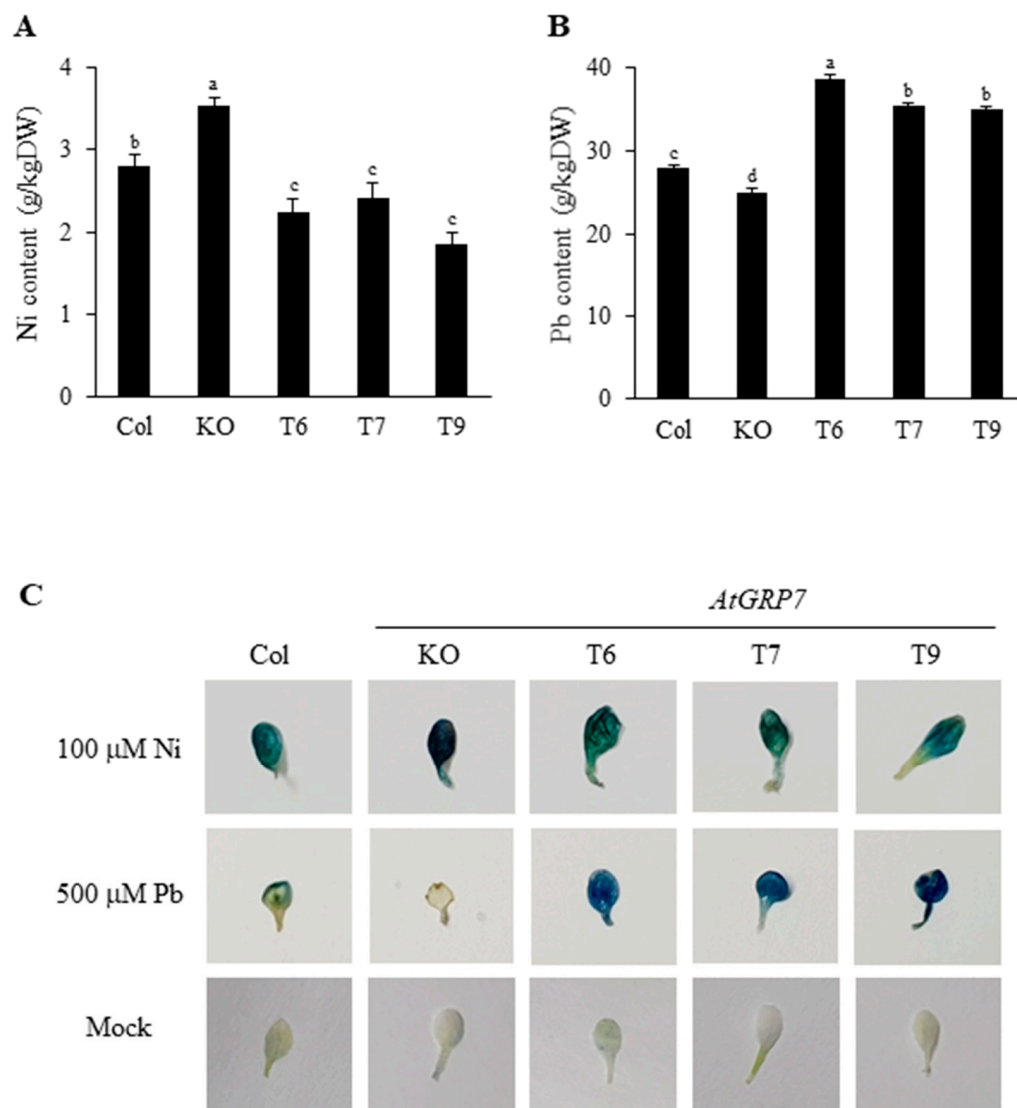 A
Ni content (g/kgDW)
4
3
2
1
0
b
a
c
c
c
Col KO T6 T7 T9
B
Pb content (g/kgDW)
40
30
20
10
0
c
d
a
b
b
Col KO T6 T7 T9
C
AtGRP7
Col KO T6 T7 T9
100 μM Ni
500 μM Pb
Mock